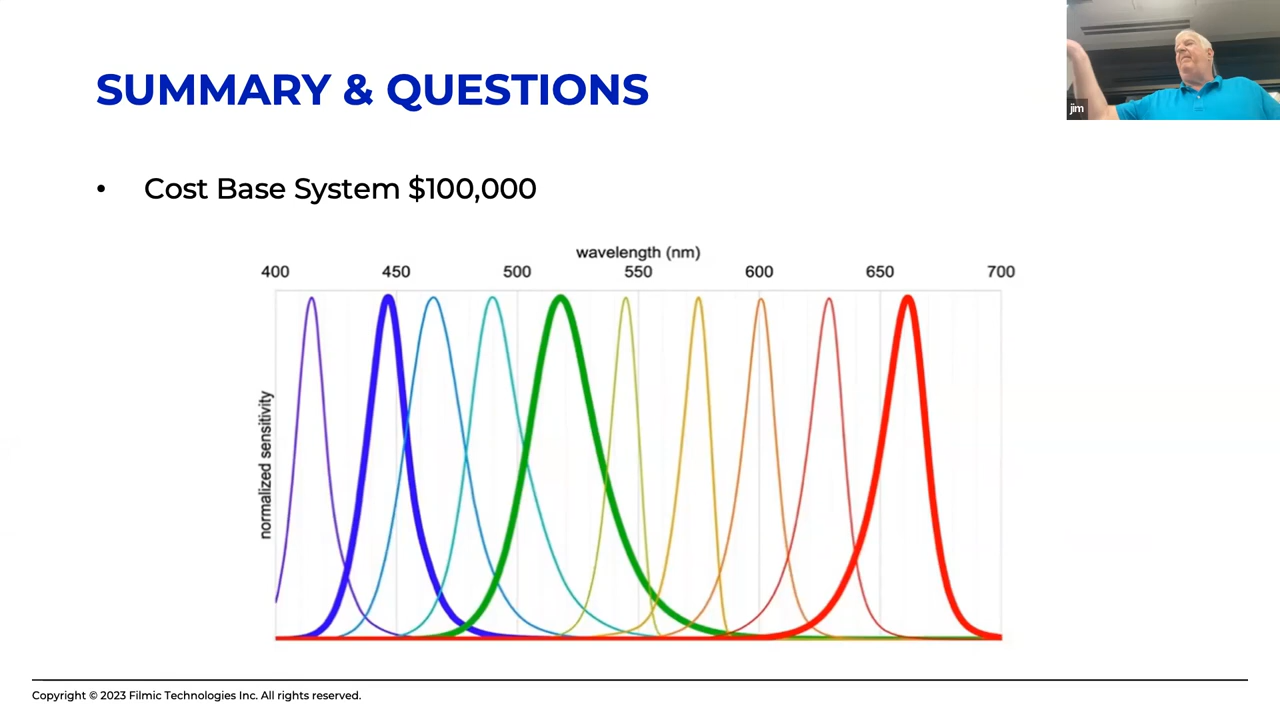 SUMMARY & QUESTIONS
jim
• Cost Base System $100,000
wavelength (nm)
400 450 500 550 600 650 700
normalized sensitivity
Copyright © 2023 Filmic Technologies Inc. All rights reserved.